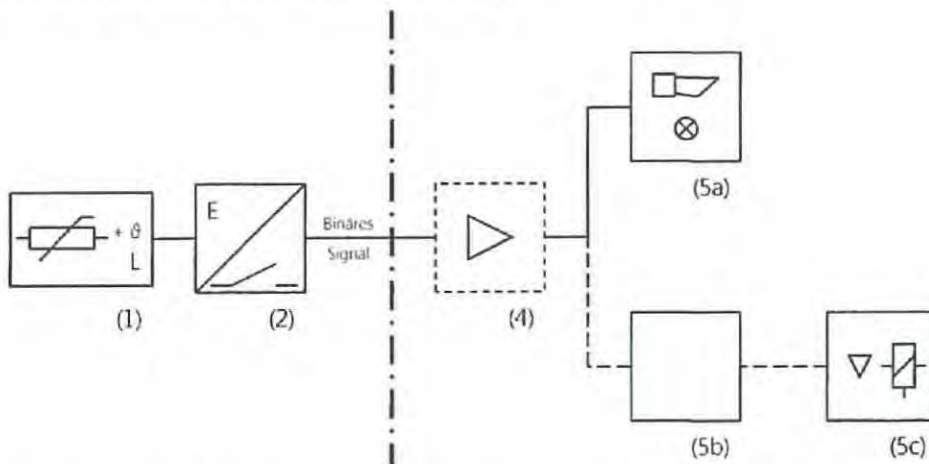 (5a)
+ ϑ
L
(1)
E
(2)
Binäres
Signal
(4)
(5b)
(5c)